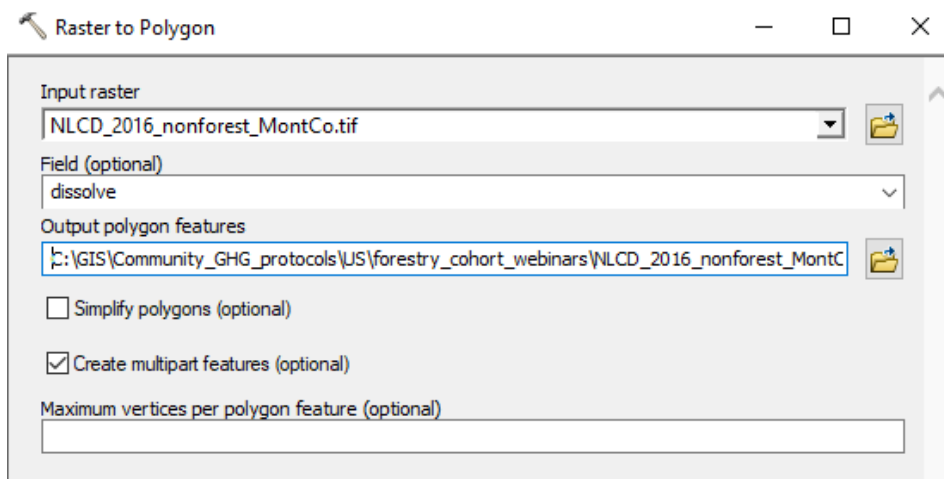 Raster to Polygon
Input raster
NLCD_2016_nonforest_MontCo.tif
Field (optional)
dissolve
Output polygon features
C:\GIS\Community_GHG_protocols\US\forestry_cohort_webinars\NLCD_2016_nonforest_MontC
Simplify polygons (optional)
Create multipart features (optional)
Maximum vertices per polygon feature (optional)